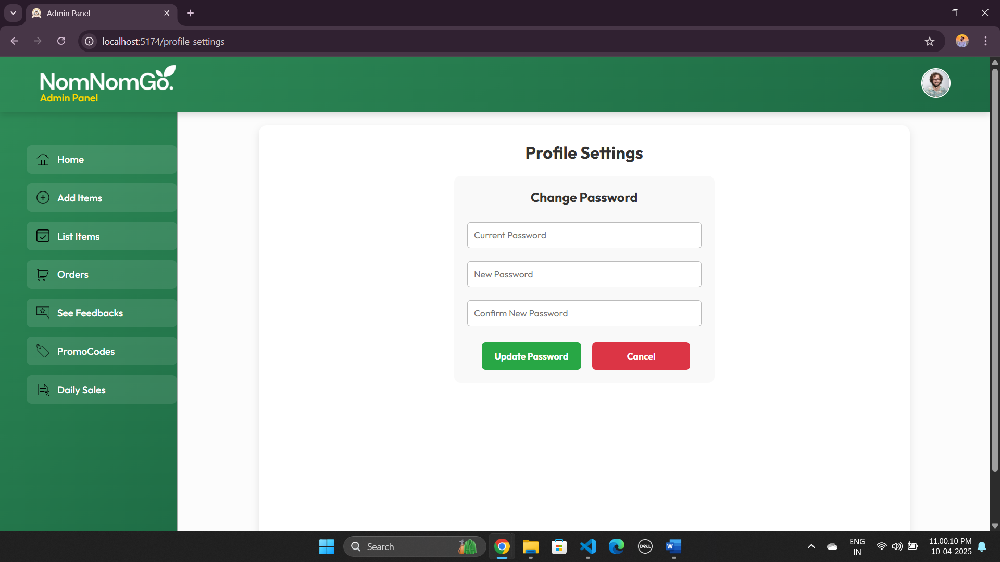 Admin Panel
localhost:5174/profile-settings
NomNomGo.
Admin Panel
Home
Add Items
List Items
Orders
See Feedbacks
PromoCodes
Daily Sales
Profile Settings
Change Password
Current Password
New Password
Confirm New Password
Update Password
Cancel
Search
DELL
W
ENG
IN
11.00.10 PM
10-04-2025